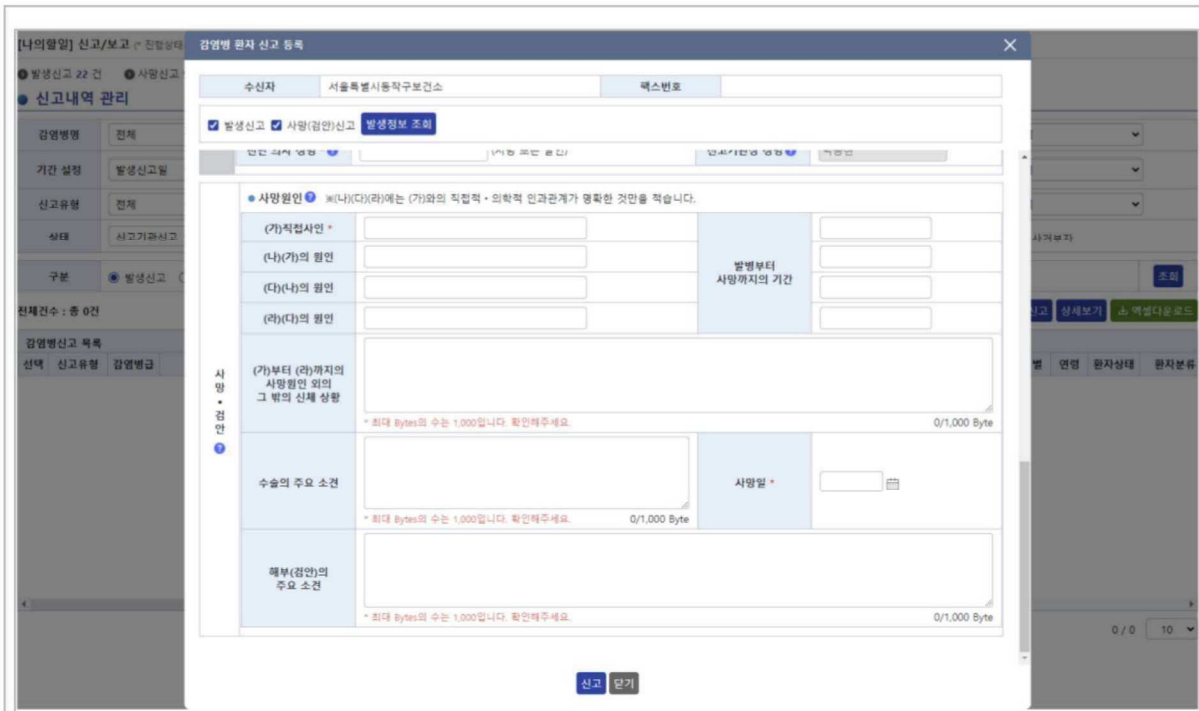 [나의할일] 신고/보고 (* 진행상태
발생신고 22 건 사망신고
신고내역 관리
감염병명 전체
기간 설정 발생신고일
신고유형 전체
상태 신고기관신고
구분 발생신고
조회
전체건수 : 총 0건
신고 상세보기 엑셀다운로드
감염병신고 목록
선택 신고유형 감염병급
별 연령 환자상태 환자분류
0 / 0 10
감염병 환자 신고 등록
수신자 서울특별시동작구보건소 팩스번호
발생신고 사망(검안)신고 발생정보 조회
사망원인 ※(나)(다)(라)에는 (가)와의 직접적・의학적 인과관계가 명확한 것만을 적습니다.
(가)직접사인 *
(나)(가)의 원인
(다)(나)의 원인
(라)(다)의 원인
발병부터
사망까지의 기간
사망・검안
(가)부터 (라)까지의
사망원인 외의
그 밖의 신체 상황
* 최대 Bytes의 수는 1,000입니다. 확인해주세요. 0/1,000 Byte
수술의 주요 소견
사망일 *
* 최대 Bytes의 수는 1,000입니다. 확인해주세요. 0/1,000 Byte
해부(검안)의
주요 소견
* 최대 Bytes의 수는 1,000입니다. 확인해주세요. 0/1,000 Byte
신고 닫기